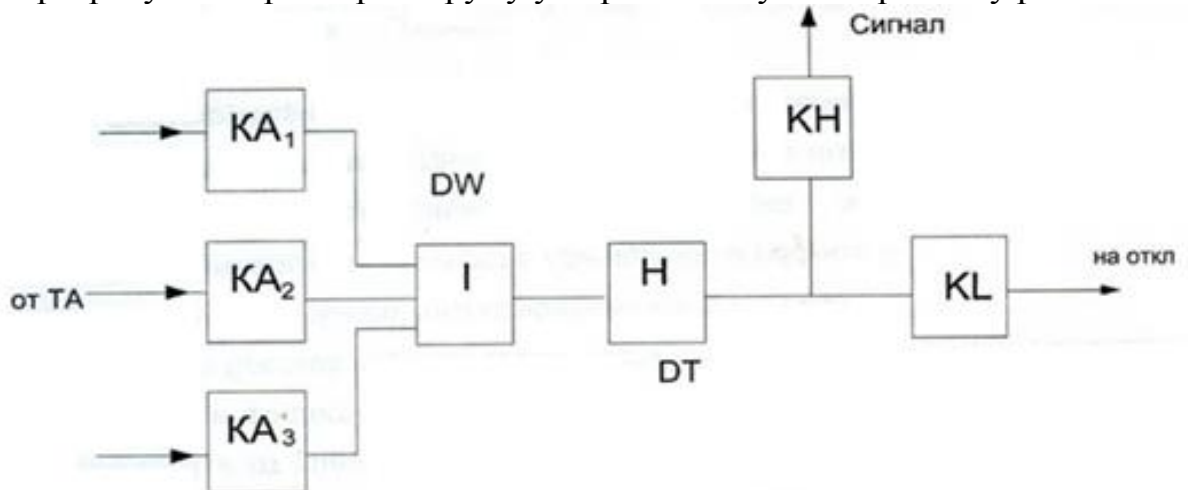 Сигнал
KH
KA1
DW
KA2
I
H
KL
на откл
от ТА
DT
KA3